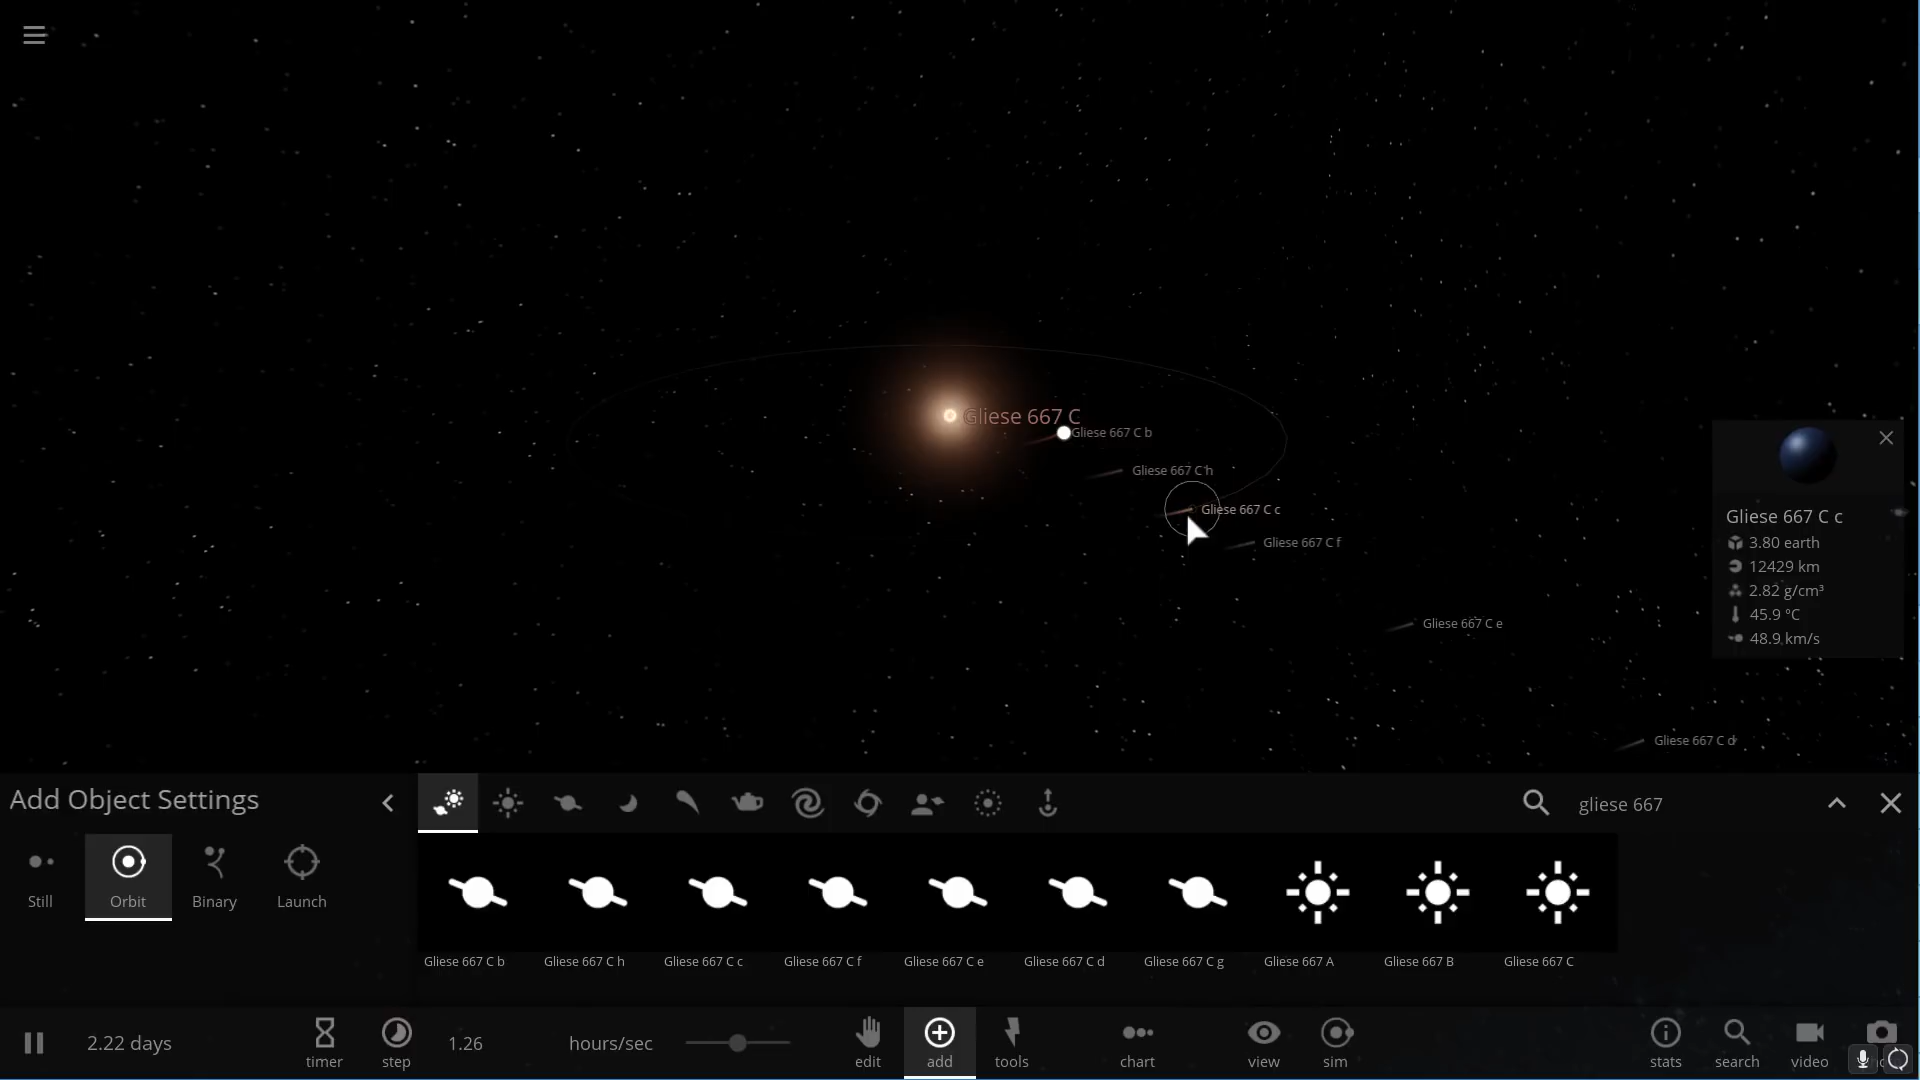 Gliese 667 C
Gliese 667 C b
Gliese 667 C h
Gliese 667 C c
Gliese 667 C f
Gliese 667 C e
Gliese 667 C d
Gliese 667 C c
3.80 earth
12429 km
2.82 g/cm³
45.9 °C
48.9 km/s
Add Object Settings
gliese 667
Still
Orbit
Binary
Launch
Gliese 667 C b
Gliese 667 C h
Gliese 667 C c
Gliese 667 C f
Gliese 667 C e
Gliese 667 C d
Gliese 667 C g
Gliese 667 A
Gliese 667 B
Gliese 667 C
2.22 days
timer
step
1.26
hours/sec
edit
add
tools
chart
view
sim
stats
search
video